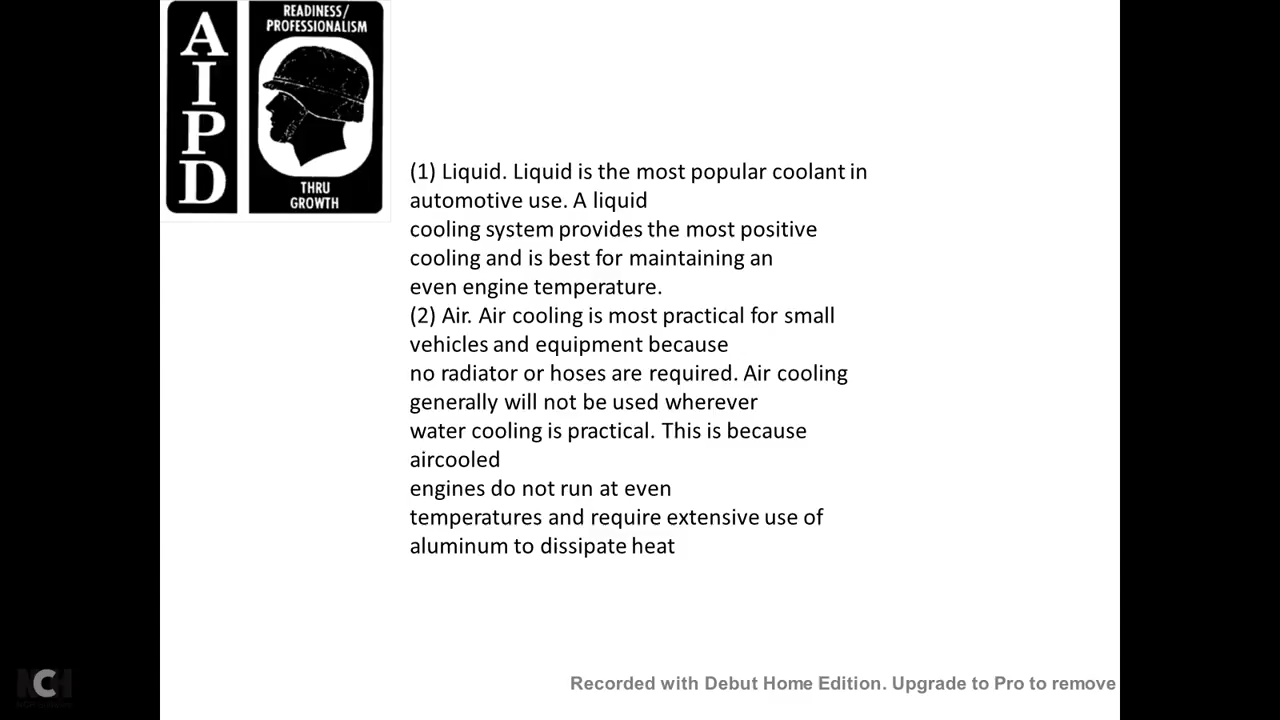 AIPD
READINESS/
PROFESSIONALISM
THRU
GROWTH
(1) Liquid. Liquid is the most popular coolant in
automotive use. A liquid
cooling system provides the most positive
cooling and is best for maintaining an
even engine temperature.
(2) Air. Air cooling is most practical for small
vehicles and equipment because
no radiator or hoses are required. Air cooling
generally will not be used wherever
water cooling is practical. This is because
aircooled
engines do not run at even
temperatures and require extensive use of
aluminum to dissipate heat
Recorded with Debut Home Edition. Upgrade to Pro to remove